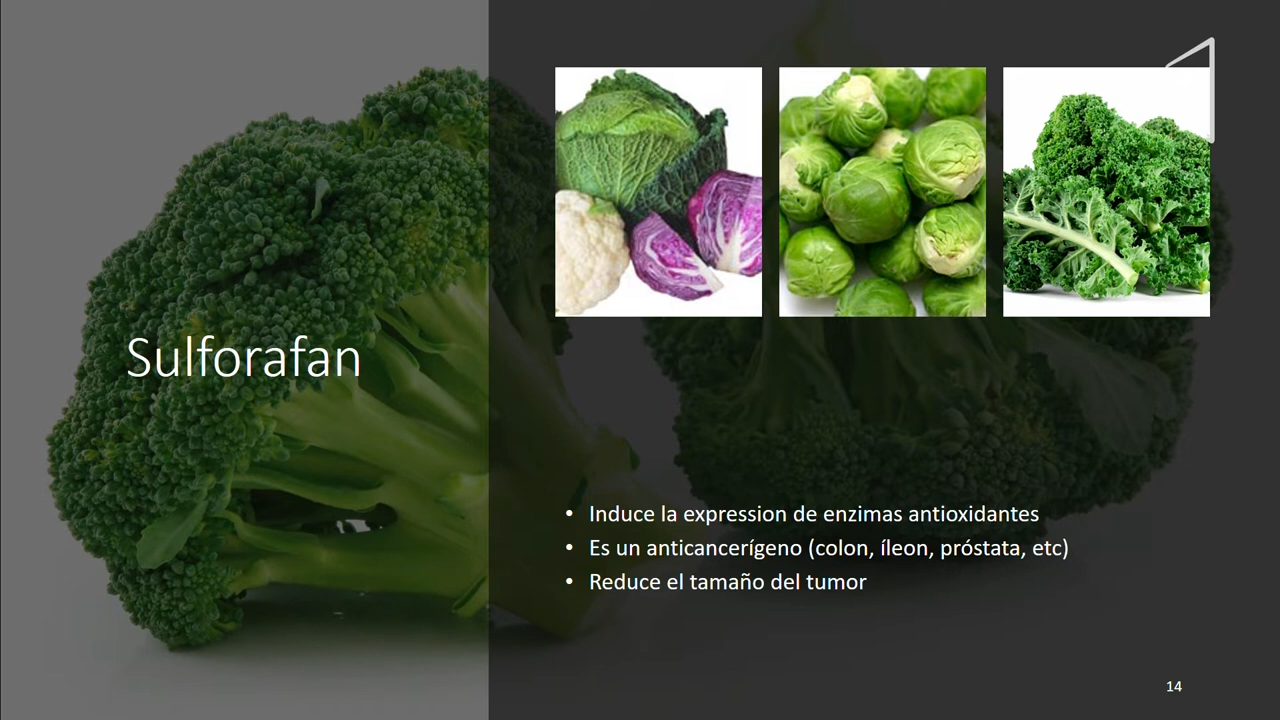 Sulforafan
• Induce la expression de enzimas antioxidantes
• Es un anticancerígeno (colon, íleon, próstata, etc)
• Reduce el tamaño del tumor
14